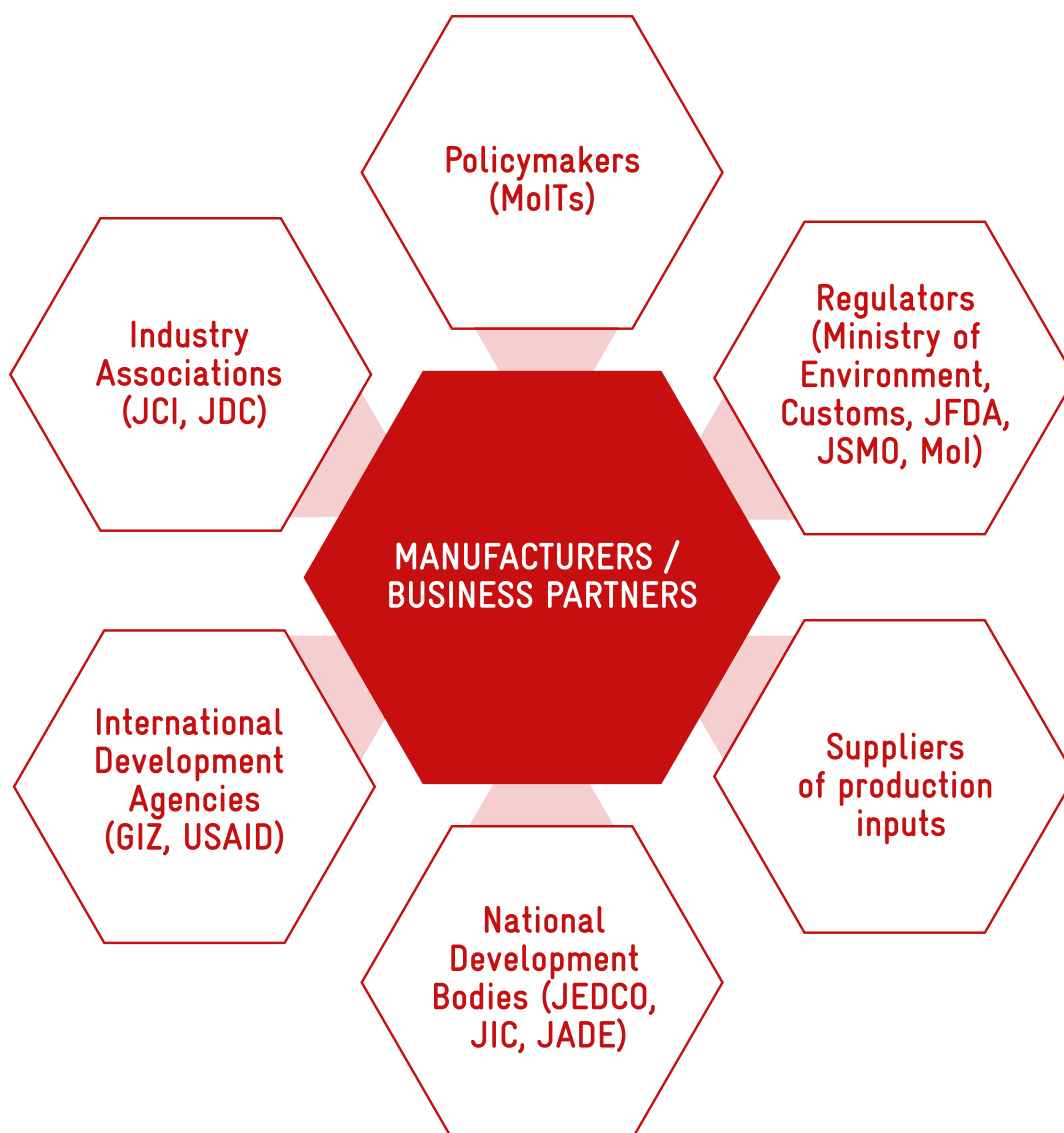 Policymakers
(MoITs)
Regulators
(Ministry of
Environment,
Customs, JFDA,
JSMO, MoI)
Industry
Associations
(JCI, JDC)
MANUFACTURERS /
BUSINESS PARTNERS
International
Development
Agencies
(GIZ, USAID)
Suppliers
of production
inputs
National
Development
Bodies (JEDCO,
JIC, JADE)